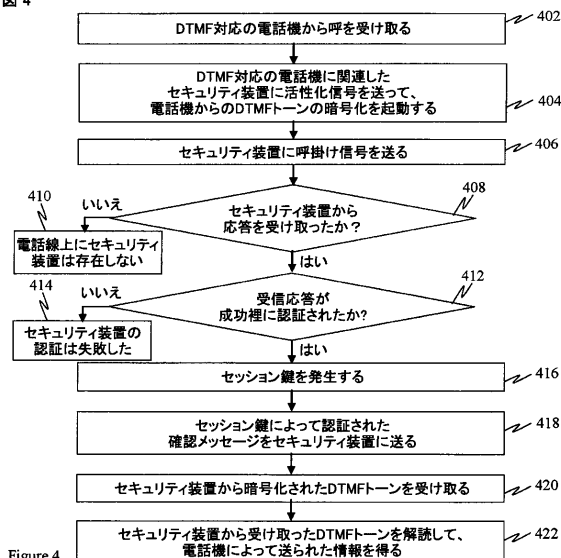 図 4
DTMF対応の電話機から呼を受け取る
402
DTMF対応の電話機に関連した
セキュリティ装置に活性化信号を送って、
電話機からのDTMFトーンの暗号化を起動する
404
セキュリティ装置に呼掛け信号を送る
406
410
いいえ
セキュリティ装置から
応答を受け取ったか？
408
電話線上にセキュリティ
装置は存在しない
はい
414
いいえ
受信応答が
成功裡に認証されたか?
412
セキュリティ装置の
認証は失敗した
はい
セッション鍵を発生する
416
セッション鍵によって認証された
確認メッセージをセキュリティ装置に送る
418
セキュリティ装置から暗号化されたDTMFトーンを受け取る
420
セキュリティ装置から受け取ったDTMFトーンを解読して、
電話機によって送られた情報を得る
422
Figure 4